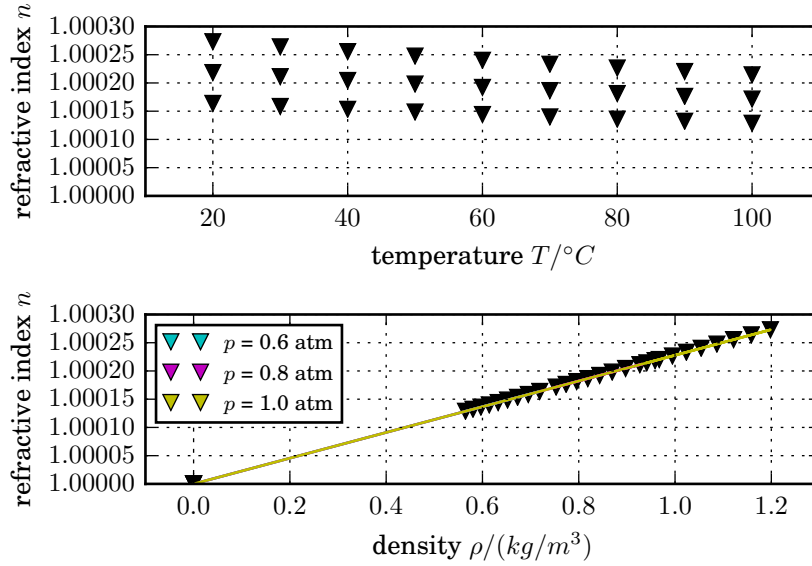 refractive index n
1.00030
1.00025
1.00020
1.00015
1.00010
1.00005
1.00000
20 40 60 80 100
temperature T/°C
refractive index n
1.00030
1.00025
1.00020
1.00015
1.00010
1.00005
1.00000
p = 0.6 atm
p = 0.8 atm
p = 1.0 atm
0.0 0.2 0.4 0.6 0.8 1.0 1.2
density ρ/(kg/m³)